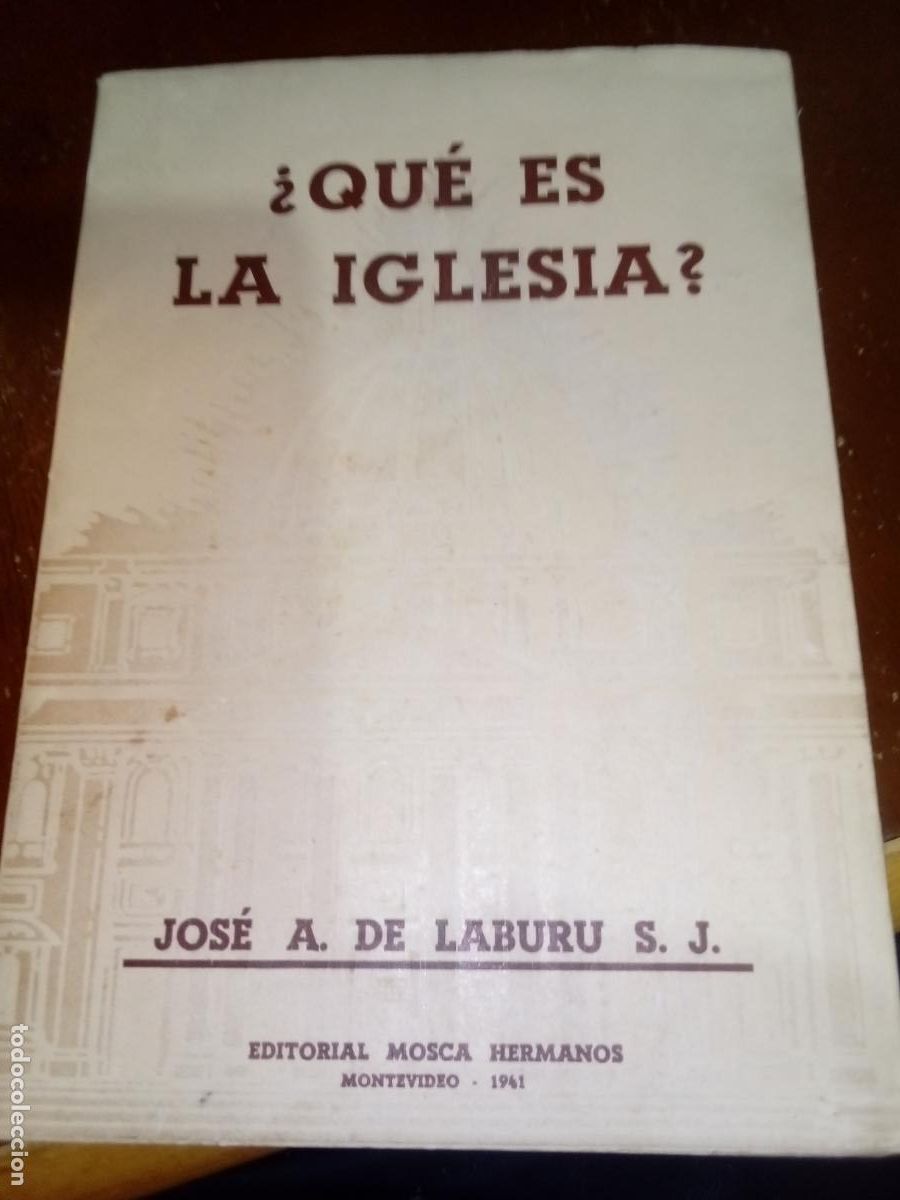 ¿QUÉ ES
LA IGLESIA?
JOSÉ A. DE LABURU S. J.
EDITORIAL MOSCA HERMANOS
MONTEVIDEO - 1941
todocoleccion